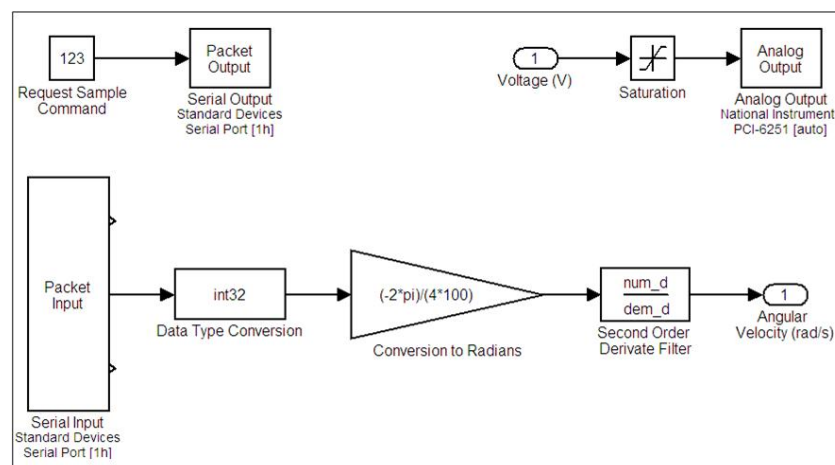 123
Request Sample
Command
Packet
Output
Serial Output
Standard Devices
Serial Port [1h]
1
Voltage (V)
Saturation
Analog
Output
Analog Output
National Instrument
PCI-6251 [auto]
Packet
Input
Serial Input
Standard Devices
Serial Port [1h]
int32
Data Type Conversion
(-2*pi)/(4*100)
Conversion to Radians
num_d
dem_d
Second Order
Derivate Filter
1
Angular
Velocity (rad/s)